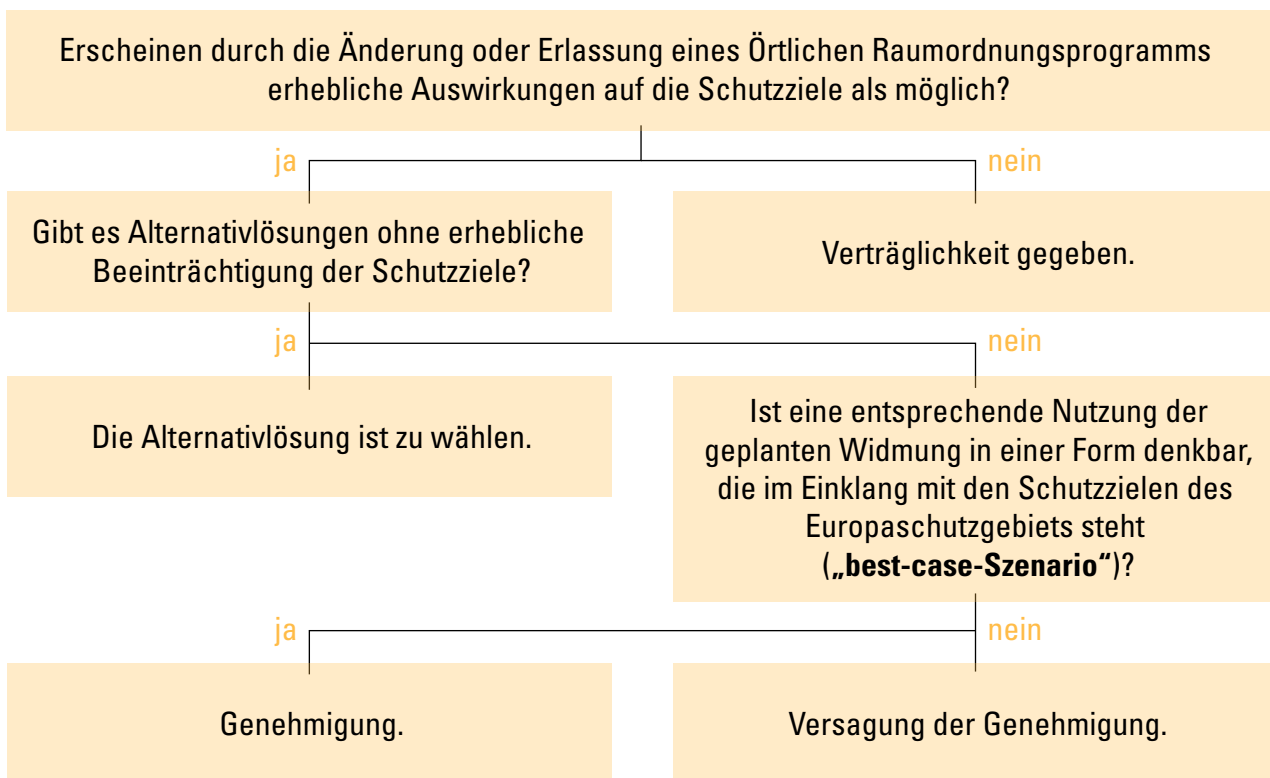 Erscheinen durch die Änderung oder Erlassung eines Örtlichen Raumordnungsprogramms
erhebliche Auswirkungen auf die Schutzziele als möglich?
ja
nein
Gibt es Alternativlösungen ohne erhebliche
Beeinträchtigung der Schutzziele?
Verträglichkeit gegeben.
ja
nein
Die Alternativlösung ist zu wählen.
Ist eine entsprechende Nutzung der
geplanten Widmung in einer Form denkbar,
die im Einklang mit den Schutzzielen des
Europaschutzgebiets steht
(„best-case-Szenario“)?
ja
nein
Genehmigung.
Versagung der Genehmigung.